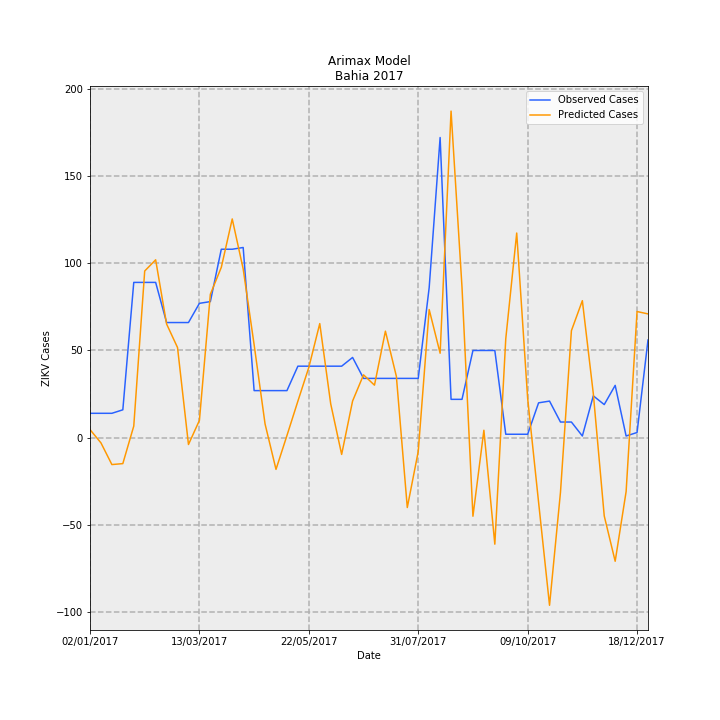 Arimax Model
Bahia 2017
Observed Cases
Predicted Cases
200
150
100
50
0
−50
−100
ZIKV Cases
02/01/2017
13/03/2017
22/05/2017
31/07/2017
09/10/2017
18/12/2017
Date